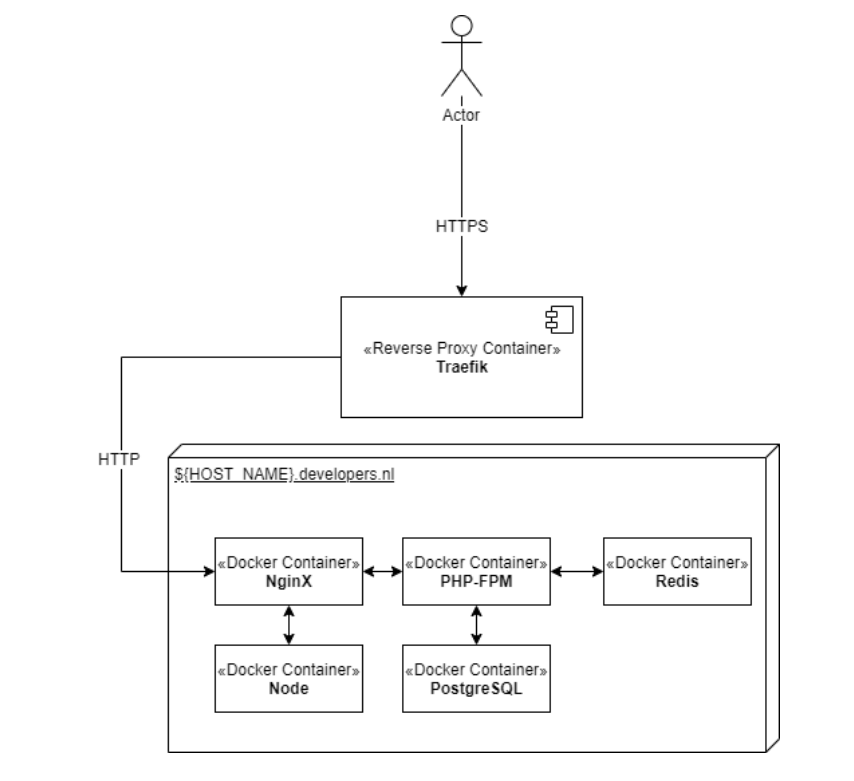 Actor
HTTPS
«Reverse Proxy Container»
Traefik
HTTP
${HOST_NAME}.developers.nl
«Docker Container»
NginX
«Docker Container»
PHP-FPM
«Docker Container»
Redis
«Docker Container»
Node
«Docker Container»
PostgreSQL